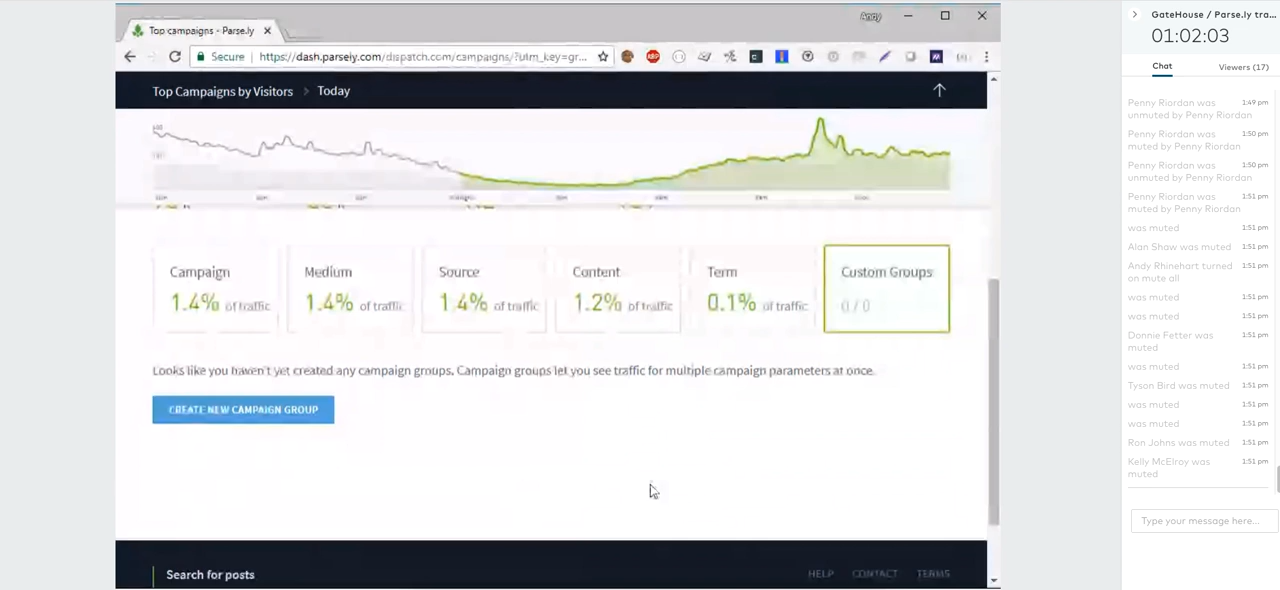 Andy
Top campaigns - Parse.ly
Secure
https://dash.parsely.com/dispatch.com/campaigns/?utm_key=gr...
Top Campaigns by Visitors > Today
Campaign
1.4% of traffic
Medium
1.4% of traffic
Source
1.4% of traffic
Content
1.2% of traffic
Term
0.1% of traffic
Custom Groups
0 / 0
Looks like you haven't yet created any campaign groups. Campaign groups let you see traffic for multiple campaign parameters at once.
CREATE NEW CAMPAIGN GROUP
Search for posts
HELP CONTACT TERMS
GateHouse / Parse.ly tra...
01:02:03
Chat
Viewers (17)
Penny Riordan was 1:49 pm
unmuted by Penny Riordan
Penny Riordan was 1:50 pm
muted by Penny Riordan
Penny Riordan was 1:50 pm
unmuted by Penny Riordan
Penny Riordan was 1:51 pm
muted by Penny Riordan
was muted 1:51 pm
Alan Shaw was muted 1:51 pm
Andy Rhinehart turned 1:51 pm
on mute all
was muted 1:51 pm
was muted 1:51 pm
Donnie Fetter was 1:51 pm
muted
was muted 1:51 pm
Tyson Bird was muted 1:51 pm
was muted 1:51 pm
was muted 1:51 pm
Ron Johns was muted 1:51 pm
Kelly McElroy was 1:51 pm
muted
Type your message here...